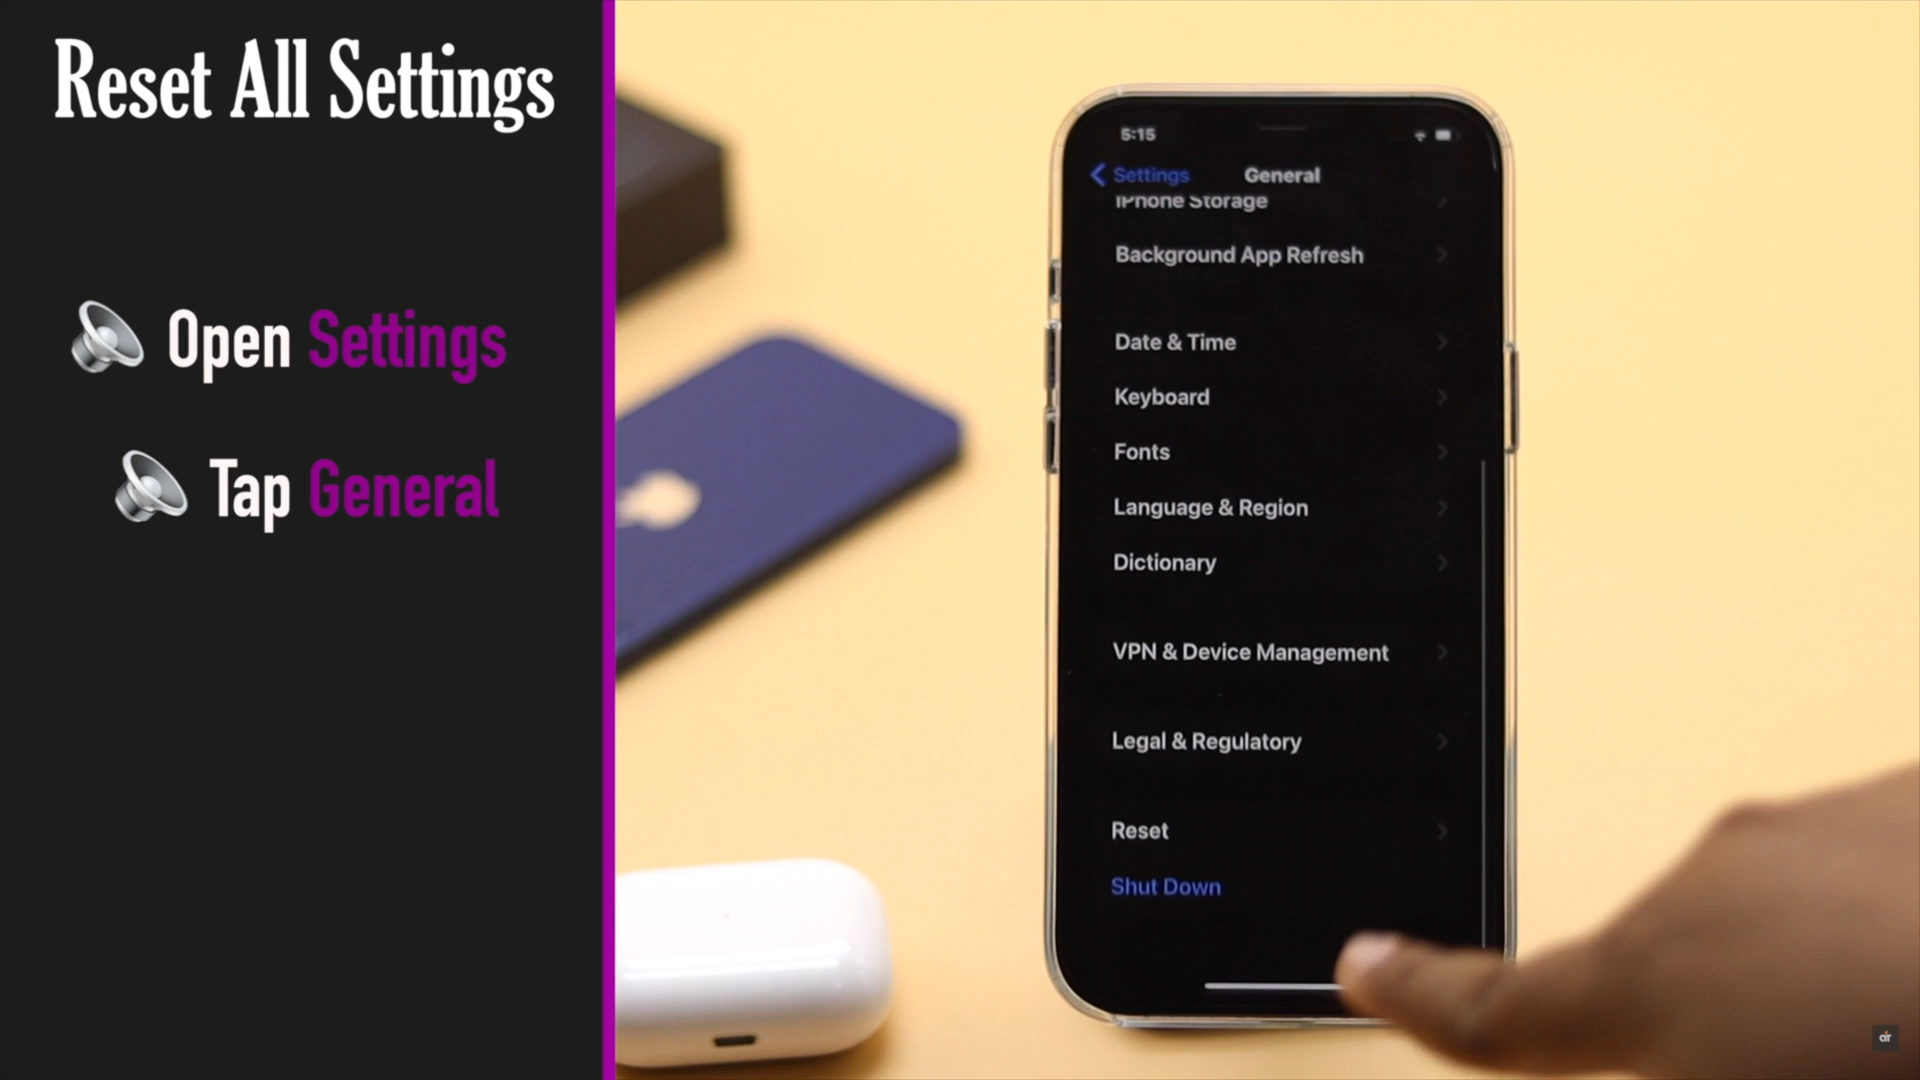 Reset All Settings
Open Settings
Tap General
5:15
Settings
General
iPhone Storage
Background App Refresh
Date & Time
Keyboard
Fonts
Language & Region
Dictionary
VPN & Device Management
Legal & Regulatory
Reset
Shut Down
air